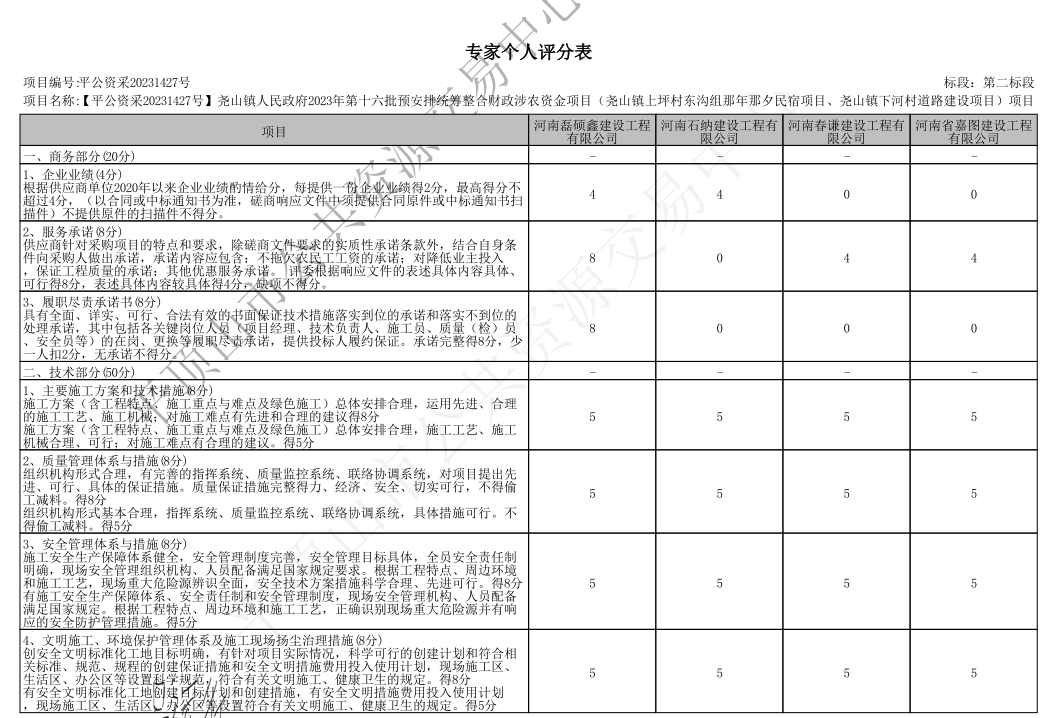 专家个人评分表
项目编号:平公资采20231427号 标段：第二标段
项目名称:【平公资采20231427号】尧山镇人民政府2023年第十六批预安排统筹整合财政涉农资金项目（尧山镇上坪村东沟组那年那夕民宿项目、尧山镇下河村道路建设项目）项目
项目 河南磊硕鑫建设工程有限公司 河南石纳建设工程有限公司 河南春谦建设工程有限公司 河南省嘉图建设工程有限公司
一、商务部分(20分) － － － －
1、企业业绩(4分)
根据供应商单位2020年以来企业业绩酌情给分，每提供一份企业业绩得2分，最高得分不
超过4分，（以合同或中标通知书为准，磋商响应文件中须提供合同原件或中标通知书扫
描件）不提供原件的扫描件不得分。
4 4 0 0
2、服务承诺(8分)
供应商针对采购项目的特点和要求，除磋商文件要求的实质性承诺条款外，结合自身条
件向采购人做出承诺，承诺内容应包含：不拖欠农民工工资的承诺；对降低业主投入
，保证工程质量的承诺；其他优惠服务承诺。 评委根据响应文件的表述具体内容具体、
可行得8分，表述具体内容较具体得4分，缺项不得分。
8 0 4 4
3、履职尽责承诺书(8分)
具有全面、详实、可行、合法有效的书面保证技术措施落实到位的承诺和落实不到位的
处理承诺，其中包括各关键岗位人员（项目经理、技术负责人、施工员、质量（检）员
、安全员等）的在岗、更换等履职尽责承诺，提供投标人履约保证。承诺完整得8分，少
一人扣2分，无承诺不得分。
8 0 0 0
二、技术部分(50分) － － － －
1、主要施工方案和技术措施(8分)
施工方案（含工程特点、施工重点与难点及绿色施工）总体安排合理，运用先进、合理
的施工工艺、施工机械；对施工难点有先进和合理的建议得8分
施工方案（含工程特点、施工重点与难点及绿色施工）总体安排合理，施工工艺、施工
机械合理、可行；对施工难点有合理的建议。得5分
5 5 5 5
2、质量管理体系与措施(8分)
组织机构形式合理，有完善的指挥系统、质量监控系统、联络协调系统，对项目提出先
进、可行、具体的保证措施。质量保证措施完整得力、经济、安全、切实可行，不得偷
工减料。得8分
组织机构形式基本合理，指挥系统、质量监控系统、联络协调系统，具体措施可行。不
得偷工减料。得5分
5 5 5 5
3、安全管理体系与措施(8分)
施工安全生产保障体系健全，安全管理制度完善，安全管理目标具体，全员安全责任制
明确，现场安全管理组织机构、人员配备满足国家规定要求。根据工程特点、周边环境
和施工工艺，现场重大危险源辨识全面，安全技术方案措施科学合理、先进可行。得8分
有施工安全生产保障体系、安全责任制和安全管理制度，现场安全管理机构、人员配备
满足国家规定。根据工程特点、周边环境和施工工艺，正确识别现场重大危险源并有响
应的安全防护管理措施。得5分
5 5 5 5
4、文明施工、环境保护管理体系及施工现场扬尘治理措施(8分)
创安全文明标准化工地目标明确，有针对项目实际情况，科学可行的创建计划和符合相
关标准、规范、规程的创建保证措施和安全文明措施费用投入使用计划，现场施工区、
生活区、办公区等设置科学规范，符合有关文明施工、健康卫生的规定。得8分
有安全文明标准化工地创建目标计划和创建措施，有安全文明措施费用投入使用计划
，现场施工区、生活区、办公区等设置符合有关文明施工、健康卫生的规定。得5分
5 5 5 5
平顶山市公共资源交易中心
平顶山市公共资源交易中